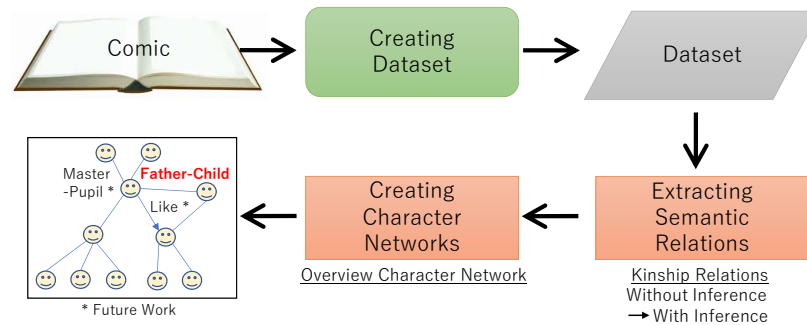 Comic
Creating
Dataset
Dataset
Extracting
Semantic
Relations
Kinship Relations
Without Inference
With Inference
Creating
Character
Networks
Overview Character Network
Master
-Pupil *
Father-Child
Like *
* Future Work